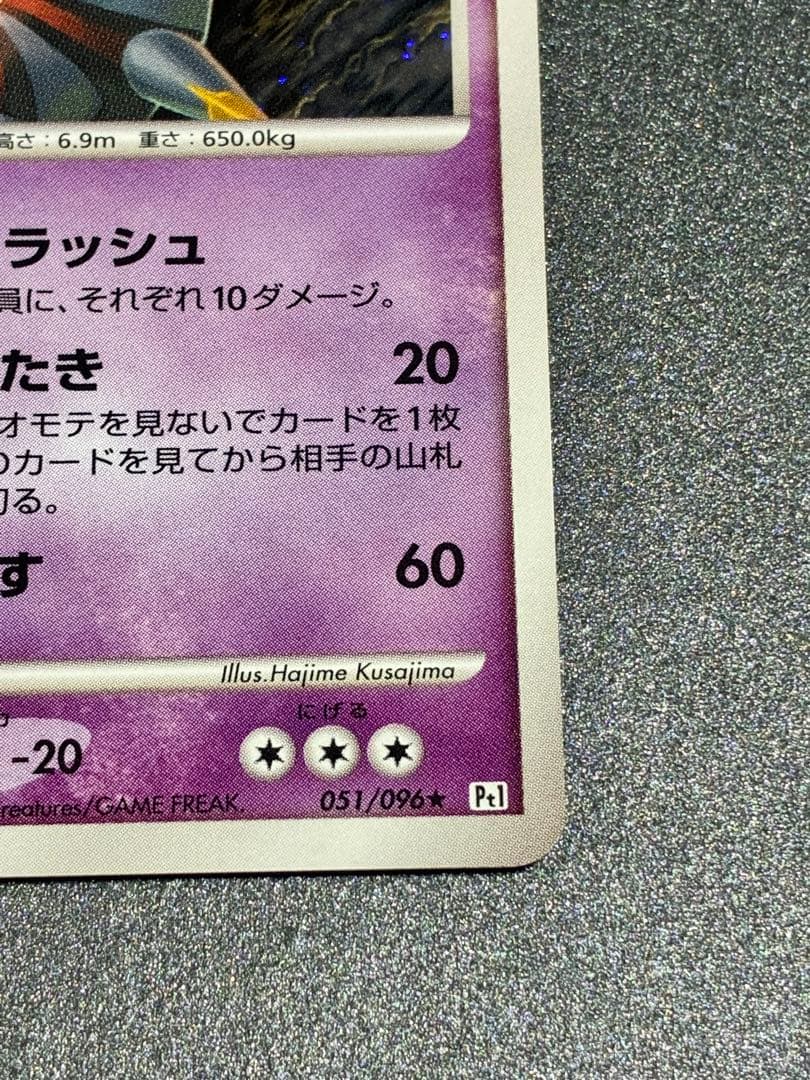 高さ：6.9m 重さ：650.0kg
ラッシュ
員に、それぞれ10ダメージ。
たき 20
オモテを見ないでカードを1枚
のカードを見てから相手の山札
切る。
す 60
Illus.Hajime Kusajima
にげる
-20
reatures/GAME FREAK. 051/096★ Pt1